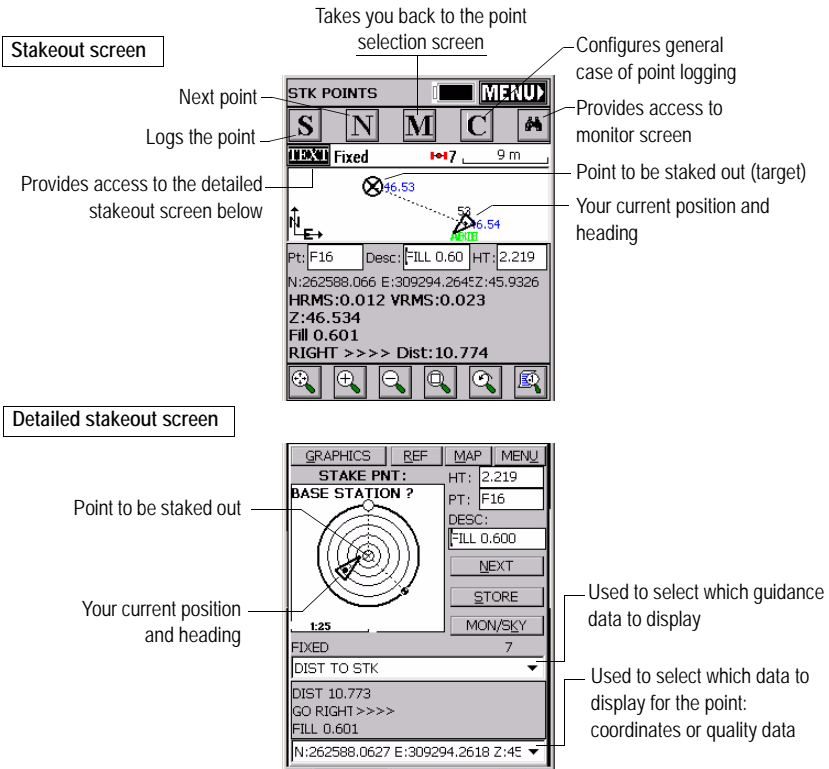 Takes you back to the point
selection screen
Stakeout screen
Configures general
case of point logging
Next point
Logs the point
Provides access to
monitor screen
Provides access to the detailed
stakeout screen below
Point to be staked out (target)
Your current position and
heading
STK POINTS MENU
S N M C
TEXT Fixed 7 9 m
46.53
53
46.54
N
E
Pt: F16 Desc: FILL 0.60 HT: 2.219
N:262588.066 E:309294.2645Z:45.9326
HRMS:0.012 VRMS:0.023
Z:46.534
Fill 0.601
RIGHT >>>> Dist:10.774
Detailed stakeout screen
GRAPHICS REF MAP MENU
STAKE PNT: HT: 2.219
BASE STATION ? PT: F16
DESC:
FILL 0.600
NEXT
STORE
MON/SKY
1:25
FIXED 7
DIST TO STK
DIST 10.773
GO RIGHT>>>>
FILL 0.601
N:262588.0627 E:309294.2618 Z:45
Point to be staked out
Your current position
and heading
Used to select which guidance
data to display
Used to select which data to
display for the point:
coordinates or quality data